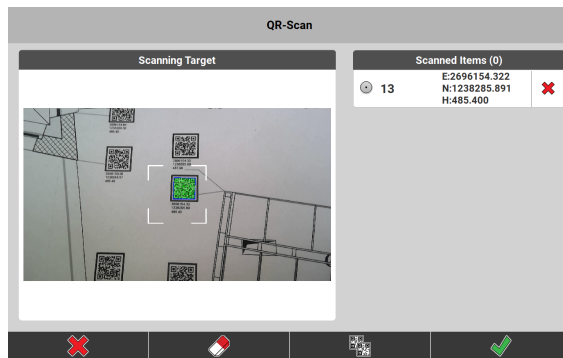 QR-Scan
Scanning Target
Scanned Items (0)
13
E:2696154.322
N:1238285.891
H:485.400